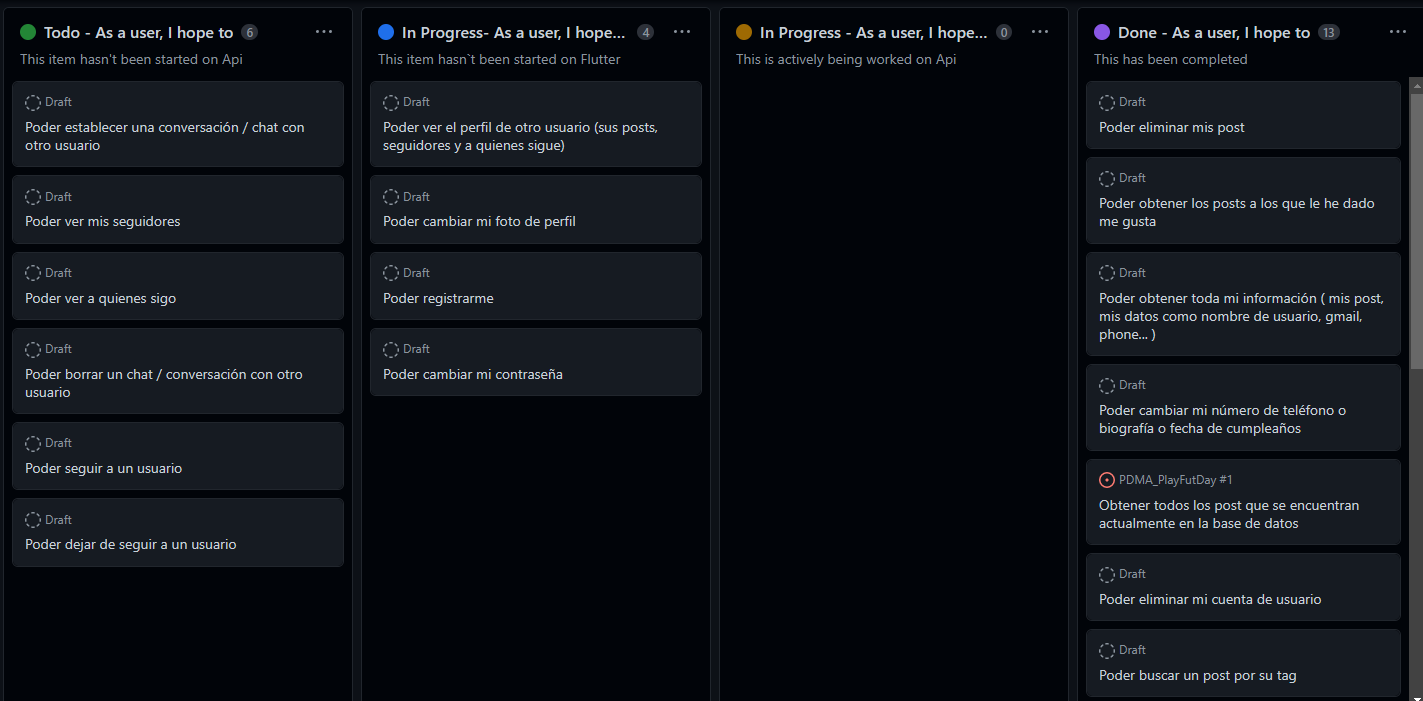 Todo - As a user, I hope to 6
This item hasn't been started on Api
Draft
Poder establecer una conversación / chat con
otro usuario
Draft
Poder ver mis seguidores
Draft
Poder ver a quienes sigo
Draft
Poder borrar un chat / conversación con otro
usuario
Draft
Poder seguir a un usuario
Draft
Poder dejar de seguir a un usuario
In Progress- As a user, I hope... 4
This item hasn`t been started on Flutter
Draft
Poder ver el perfil de otro usuario (sus posts,
seguidores y a quienes sigue)
Draft
Poder cambiar mi foto de perfil
Draft
Poder registrarme
Draft
Poder cambiar mi contraseña
In Progress - As a user, I hope... 0
This is actively being worked on Api
Done - As a user, I hope to 13
This has been completed
Draft
Poder eliminar mis post
Draft
Poder obtener los posts a los que le he dado
me gusta
Draft
Poder obtener toda mi información ( mis post,
mis datos como nombre de usuario, gmail,
phone... )
Draft
Poder cambiar mi número de teléfono o
biografía o fecha de cumpleaños
PDMA_PlayFutDay #1
Obtener todos los post que se encuentran
actualmente en la base de datos
Draft
Poder eliminar mi cuenta de usuario
Draft
Poder buscar un post por su tag